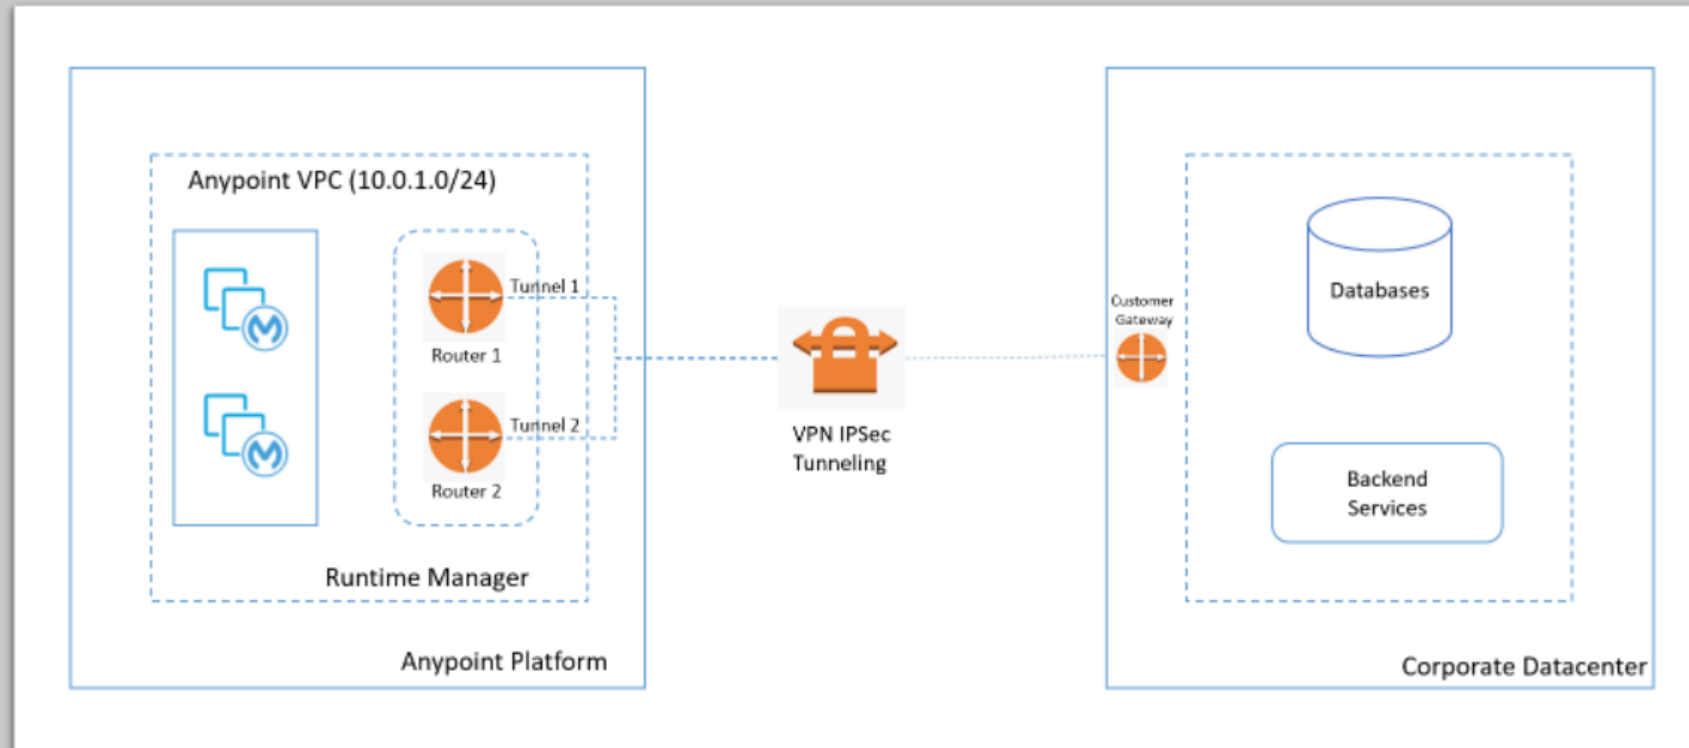 Anypoint VPC (10.0.1.0/24)
Tunnel 1
Router 1
Tunnel 2
Router 2
Runtime Manager
Anypoint Platform
VPN IPSec
Tunneling
Customer
Gateway
Databases
Backend
Services
Corporate Datacenter